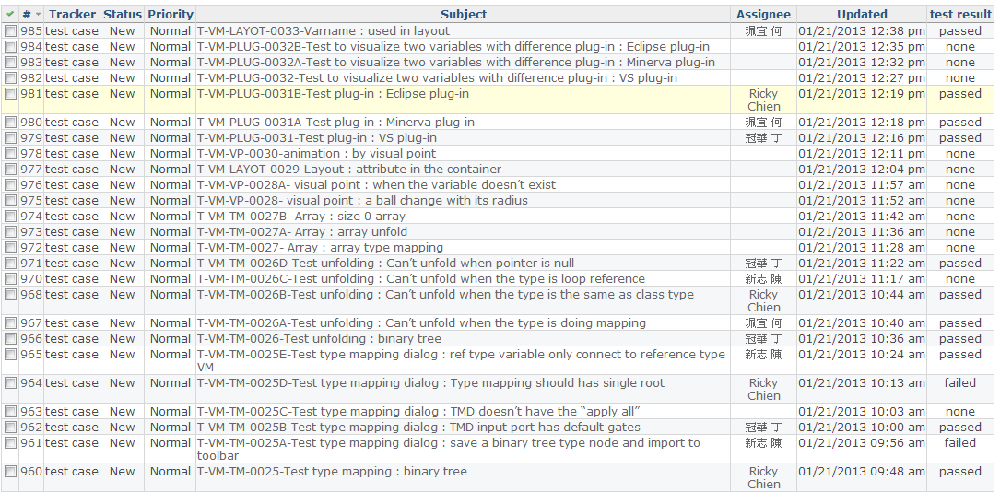 # Tracker Status Priority Subject Assignee Updated test result
985 test case New Normal T-VM-LAYOT-0033-Varname : used in layout 珮宜 何 01/21/2013 12:38 pm passed
984 test case New Normal T-VM-PLUG-0032B-Test to visualize two variables with difference plug-in : Eclipse plug-in 01/21/2013 12:35 pm none
983 test case New Normal T-VM-PLUG-0032A-Test to visualize two variables with difference plug-in : Minerva plug-in 01/21/2013 12:32 pm none
982 test case New Normal T-VM-PLUG-0032-Test to visualize two variables with difference plug-in : VS plug-in 01/21/2013 12:27 pm none
981 test case New Normal T-VM-PLUG-0031B-Test plug-in : Eclipse plug-in Ricky 01/21/2013 12:19 pm passed
Chien
980 test case New Normal T-VM-PLUG-0031A-Test plug-in : Minerva plug-in 珮宜 何 01/21/2013 12:18 pm passed
979 test case New Normal T-VM-PLUG-0031-Test plug-in : VS plug-in 冠華 丁 01/21/2013 12:16 pm passed
978 test case New Normal T-VM-VP-0030-animation : by visual point 01/21/2013 12:11 pm none
977 test case New Normal T-VM-LAYOT-0029-Layout : attribute in the container 01/21/2013 12:04 pm none
976 test case New Normal T-VM-VP-0028A- visual point : when the variable doesn't exist 01/21/2013 11:57 am none
975 test case New Normal T-VM-VP-0028- visual point : a ball change with its radius 01/21/2013 11:52 am none
974 test case New Normal T-VM-TM-0027B- Array : size 0 array 01/21/2013 11:42 am none
973 test case New Normal T-VM-TM-0027A- Array : array unfold 01/21/2013 11:36 am none
972 test case New Normal T-VM-TM-0027- Array : array type mapping 01/21/2013 11:28 am none
971 test case New Normal T-VM-TM-0026D-Test unfolding : Can't unfold when pointer is null 冠華 丁 01/21/2013 11:22 am passed
970 test case New Normal T-VM-TM-0026C-Test unfolding : Can't unfold when the type is loop reference 新志 陳 01/21/2013 11:17 am none
968 test case New Normal T-VM-TM-0026B-Test unfolding : Can't unfold when the type is the same as class type Ricky 01/21/2013 10:44 am passed
Chien
967 test case New Normal T-VM-TM-0026A-Test unfolding : Can't unfold when the type is doing mapping 珮宜 何 01/21/2013 10:40 am passed
966 test case New Normal T-VM-TM-0026-Test unfolding : binary tree 冠華 丁 01/21/2013 10:36 am passed
965 test case New Normal T-VM-TM-0025E-Test type mapping dialog : ref type variable only connect to reference type 新志 陳 01/21/2013 10:24 am passed
VM
964 test case New Normal T-VM-TM-0025D-Test type mapping dialog : Type mapping should has single root Ricky 01/21/2013 10:13 am failed
Chien
963 test case New Normal T-VM-TM-0025C-Test type mapping dialog : TMD doesn't have the “apply all” 01/21/2013 10:03 am none
962 test case New Normal T-VM-TM-0025B-Test type mapping dialog : TMD input port has default gates 冠華 丁 01/21/2013 10:00 am passed
961 test case New Normal T-VM-TM-0025A-Test type mapping dialog : save a binary tree type node and import to 新志 陳 01/21/2013 09:56 am failed
toolbar
960 test case New Normal T-VM-TM-0025-Test type mapping : binary tree Ricky 01/21/2013 09:48 am passed
Chien